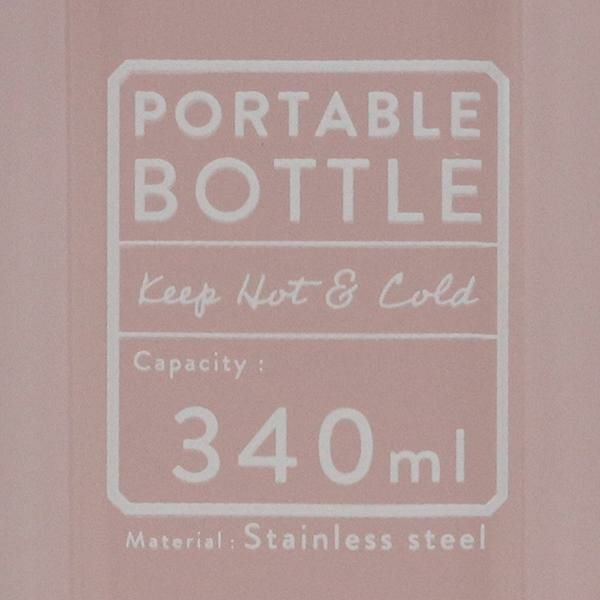 PORTABLE
BOTTLE
Keep Hot & Cold
Capacity :
340ml
Material : Stainless steel